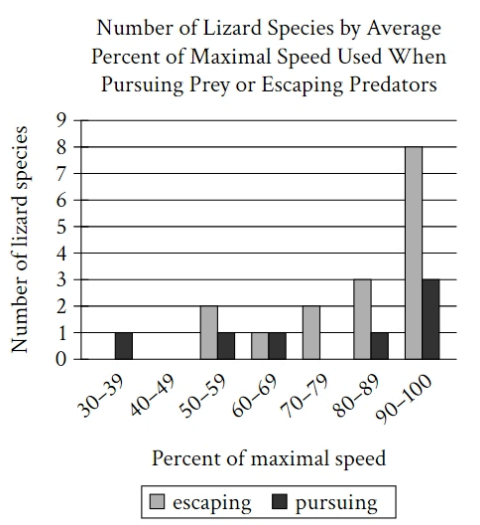 Number of Lizard Species by Average
Percent of Maximal Speed Used When
Pursuing Prey or Escaping Predators
Number of lizard species
9
8
7
6
5
4
3
2
1
0
30–39
40–49
50–59
60–69
70–79
80–89
90–100
Percent of maximal speed
escaping pursuing